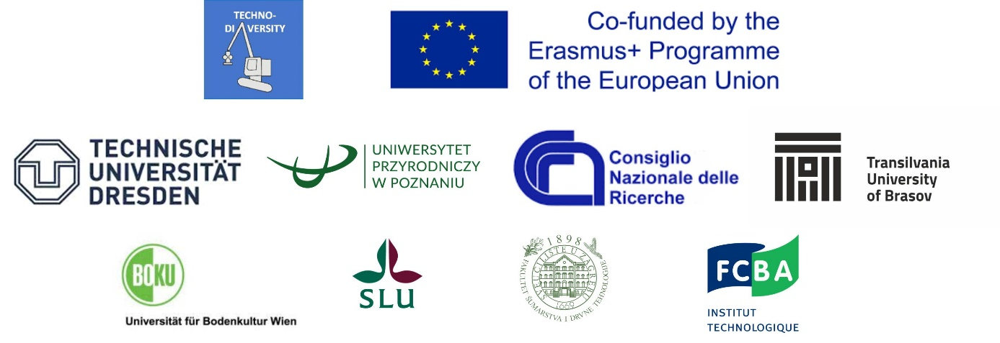 TECHNO-
DI VERSITY
Co-funded by the
Erasmus+ Programme
of the European Union
TECHNISCHE
UNIVERSITÄT
DRESDEN
UNIWERSYTET
PRZYRODNICZY
W POZNANIU
Consiglio
Nazionale delle
Ricerche
Transilvania
University
of Brasov
BOKU
Universität für Bodenkultur Wien
SLU
1898
SVEUČILIŠTE U ZAGREBU
1669
FAKULTET ŠUMARSTVA I DRVNE TEHNOLOGIJE
FCBA
INSTITUT
TECHNOLOGIQUE